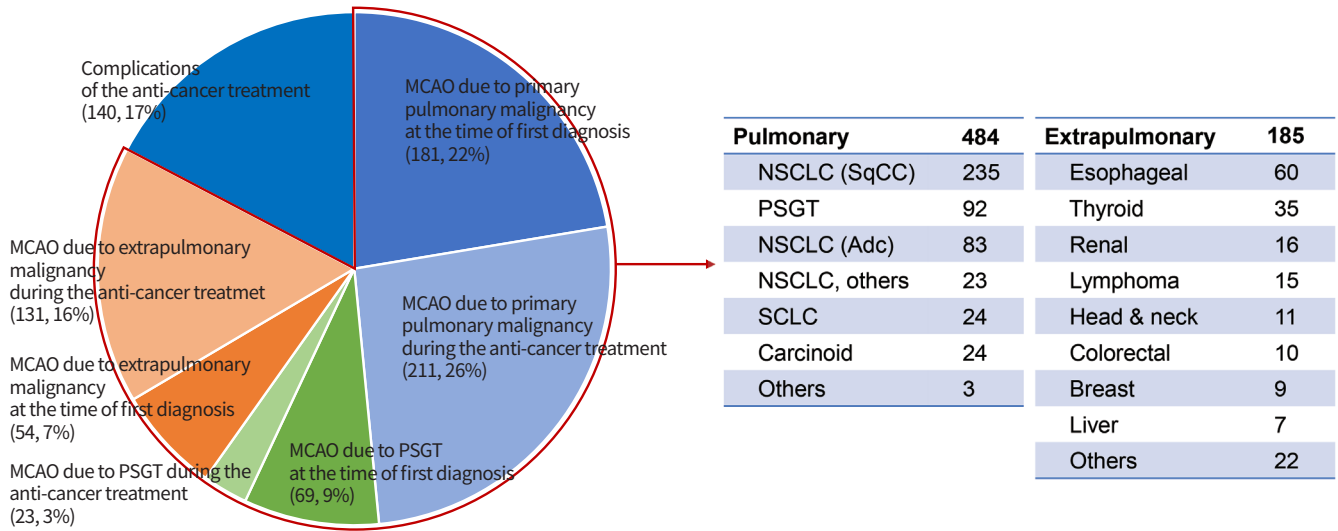 Complications
of the anti-cancer treatment
(140, 17%)
MCAO due to primary
pulmonary malignancy
at the time of first diagnosis
(181, 22%)
MCAO due to extrapulmonary
malignancy
during the anti-cancer treatmet
(131, 16%)
MCAO due to primary
pulmonary malignancy
during the anti-cancer treatment
(211, 26%)
MCAO due to extrapulmonary
malignancy
at the time of first diagnosis
(54, 7%)
MCAO due to PSGT
at the time of first diagnosis
(69, 9%)
MCAO due to PSGT during the
anti-cancer treatment
(23, 3%)
Pulmonary 484
NSCLC (SqCC) 235
PSGT 92
NSCLC (Adc) 83
NSCLC, others 23
SCLC 24
Carcinoid 24
Others 3
Extrapulmonary 185
Esophageal 60
Thyroid 35
Renal 16
Lymphoma 15
Head & neck 11
Colorectal 10
Breast 9
Liver 7
Others 22